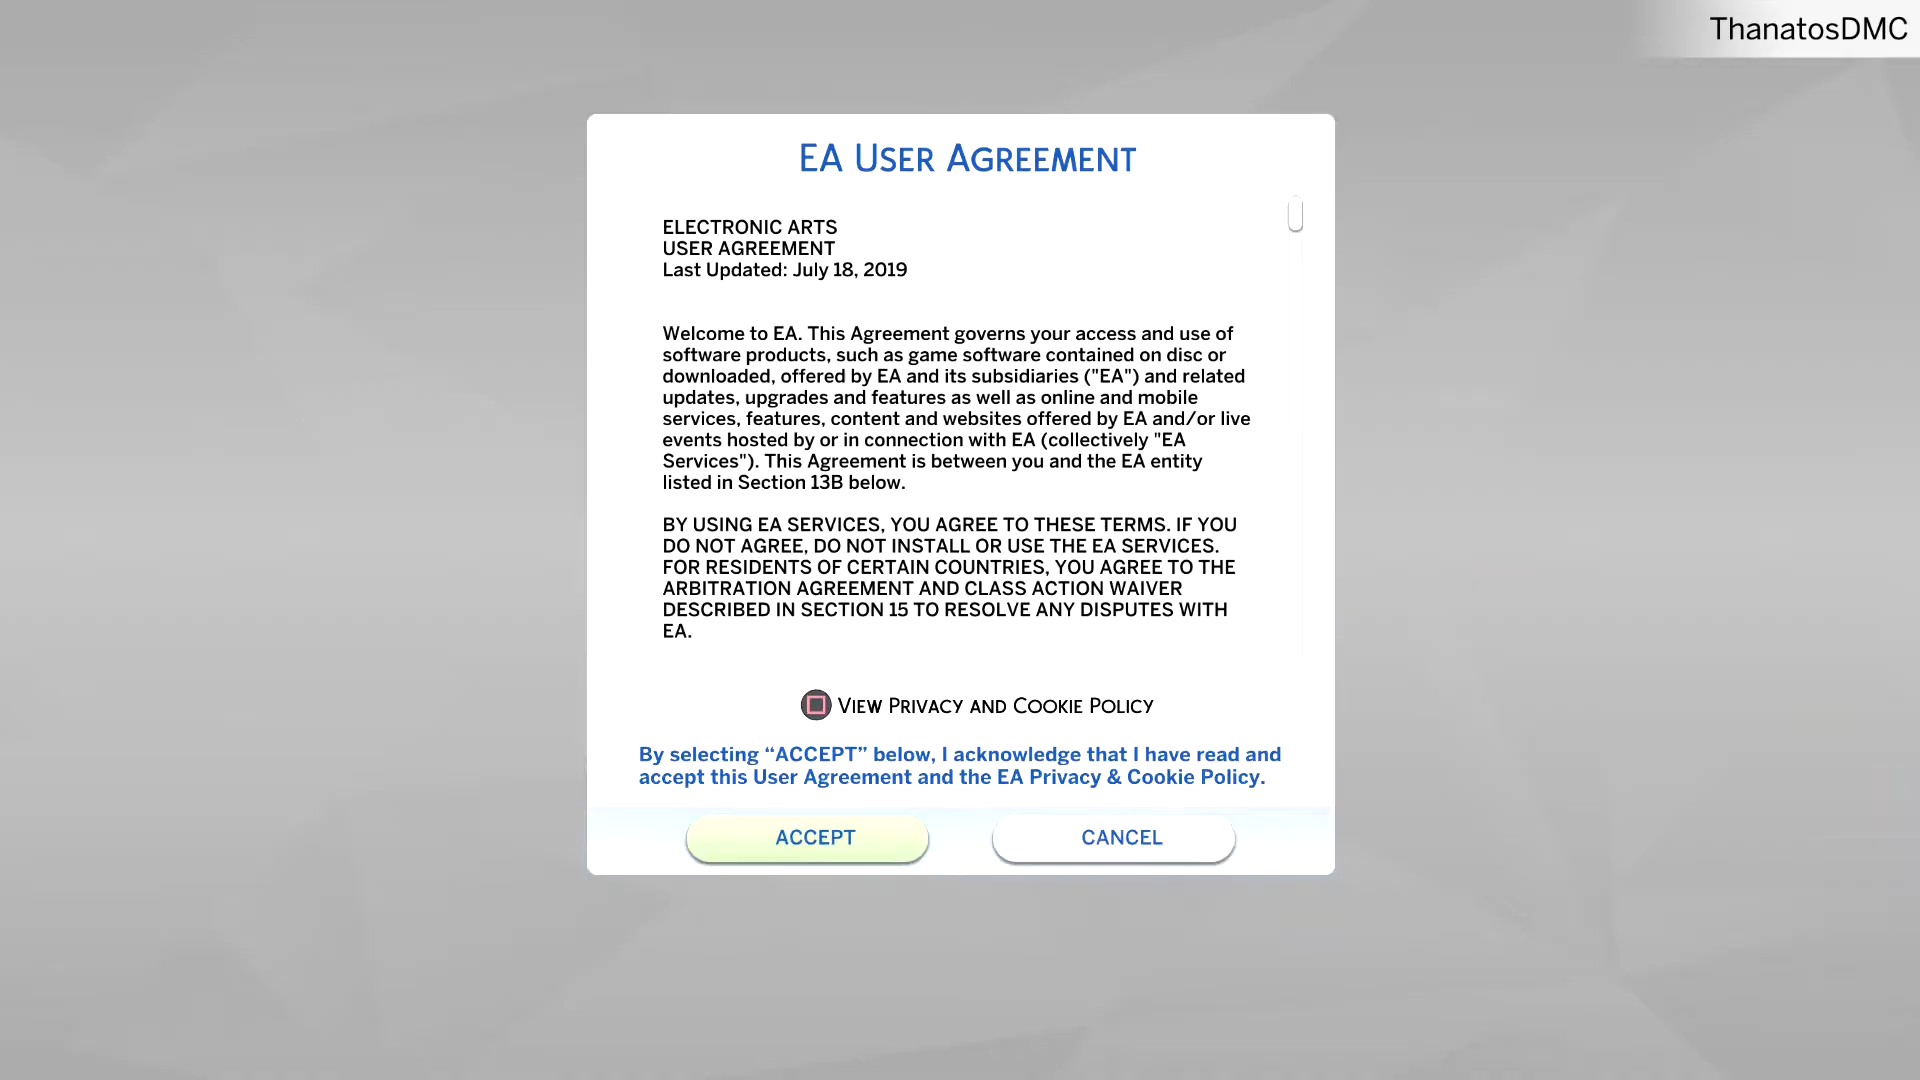 ThanatosDMC
EA USER AGREEMENT
ELECTRONIC ARTS
USER AGREEMENT
Last Updated: July 18, 2019
Welcome to EA. This Agreement governs your access and use of
software products, such as game software contained on disc or
downloaded, offered by EA and its subsidiaries ("EA") and related
updates, upgrades and features as well as online and mobile
services, features, content and websites offered by EA and/or live
events hosted by or in connection with EA (collectively "EA
Services"). This Agreement is between you and the EA entity
listed in Section 13B below.
BY USING EA SERVICES, YOU AGREE TO THESE TERMS. IF YOU
DO NOT AGREE, DO NOT INSTALL OR USE THE EA SERVICES.
FOR RESIDENTS OF CERTAIN COUNTRIES, YOU AGREE TO THE
ARBITRATION AGREEMENT AND CLASS ACTION WAIVER
DESCRIBED IN SECTION 15 TO RESOLVE ANY DISPUTES WITH
EA.
VIEW PRIVACY AND COOKIE POLICY
By selecting “ACCEPT” below, I acknowledge that I have read and
accept this User Agreement and the EA Privacy & Cookie Policy.
ACCEPT
CANCEL